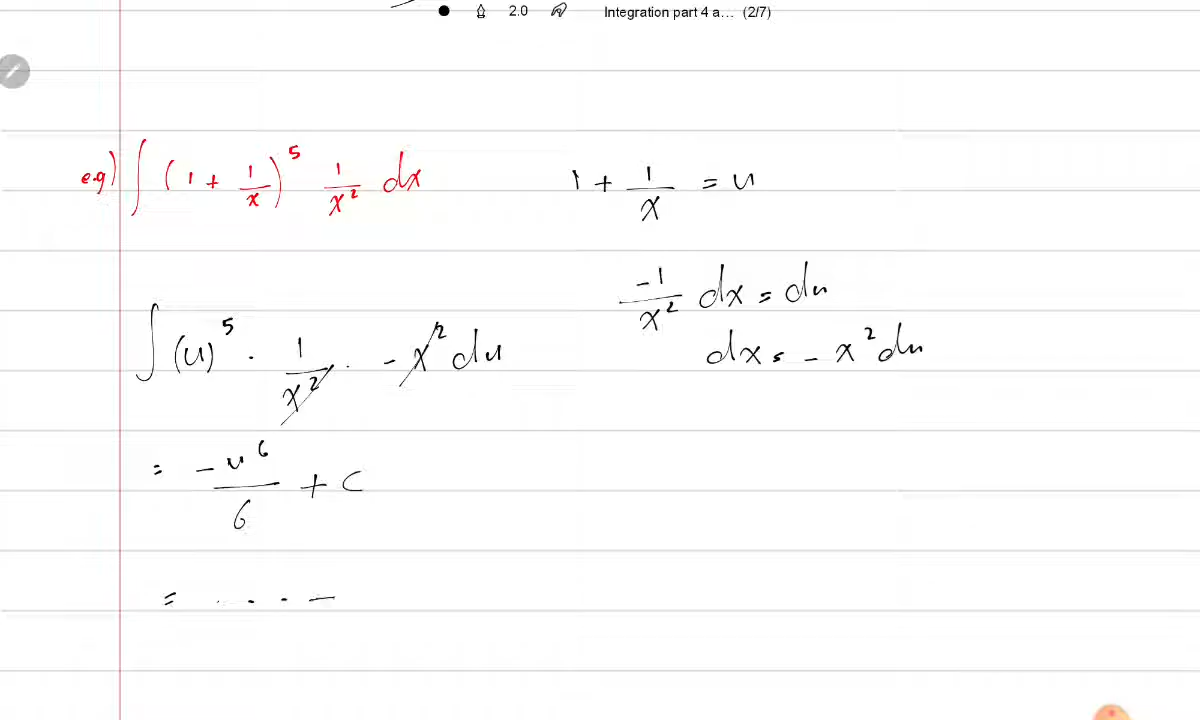 2.0 Integration part 4 a... (2/7)
e.g) ∫ (1 + 1/x)^5 1/x^2 dx
1 + 1/x = u
-1/x^2 dx = du
dx = - x^2 du
∫ (u)^5 . 1/x^2 . - x^2 du
= -u^6/6 + C
= . . . –